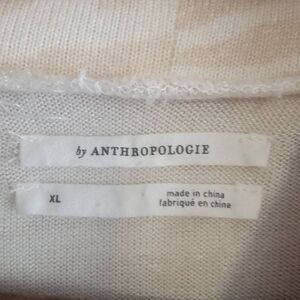 by ANTHROPOLOGIE
XL
made in china
fabriqué en chine